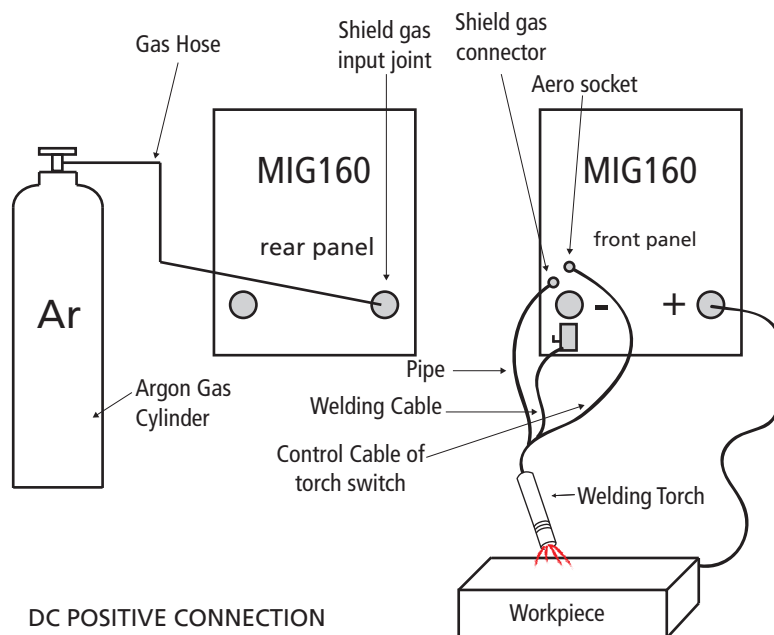 Gas Hose
Shield gas
input joint
Shield gas
connector
Aero socket
MIG160
rear panel
MIG160
front panel
-
+
Ar
Argon Gas
Cylinder
Pipe
Welding Cable
Control Cable of
torch switch
Welding Torch
Workpiece
DC POSITIVE CONNECTION